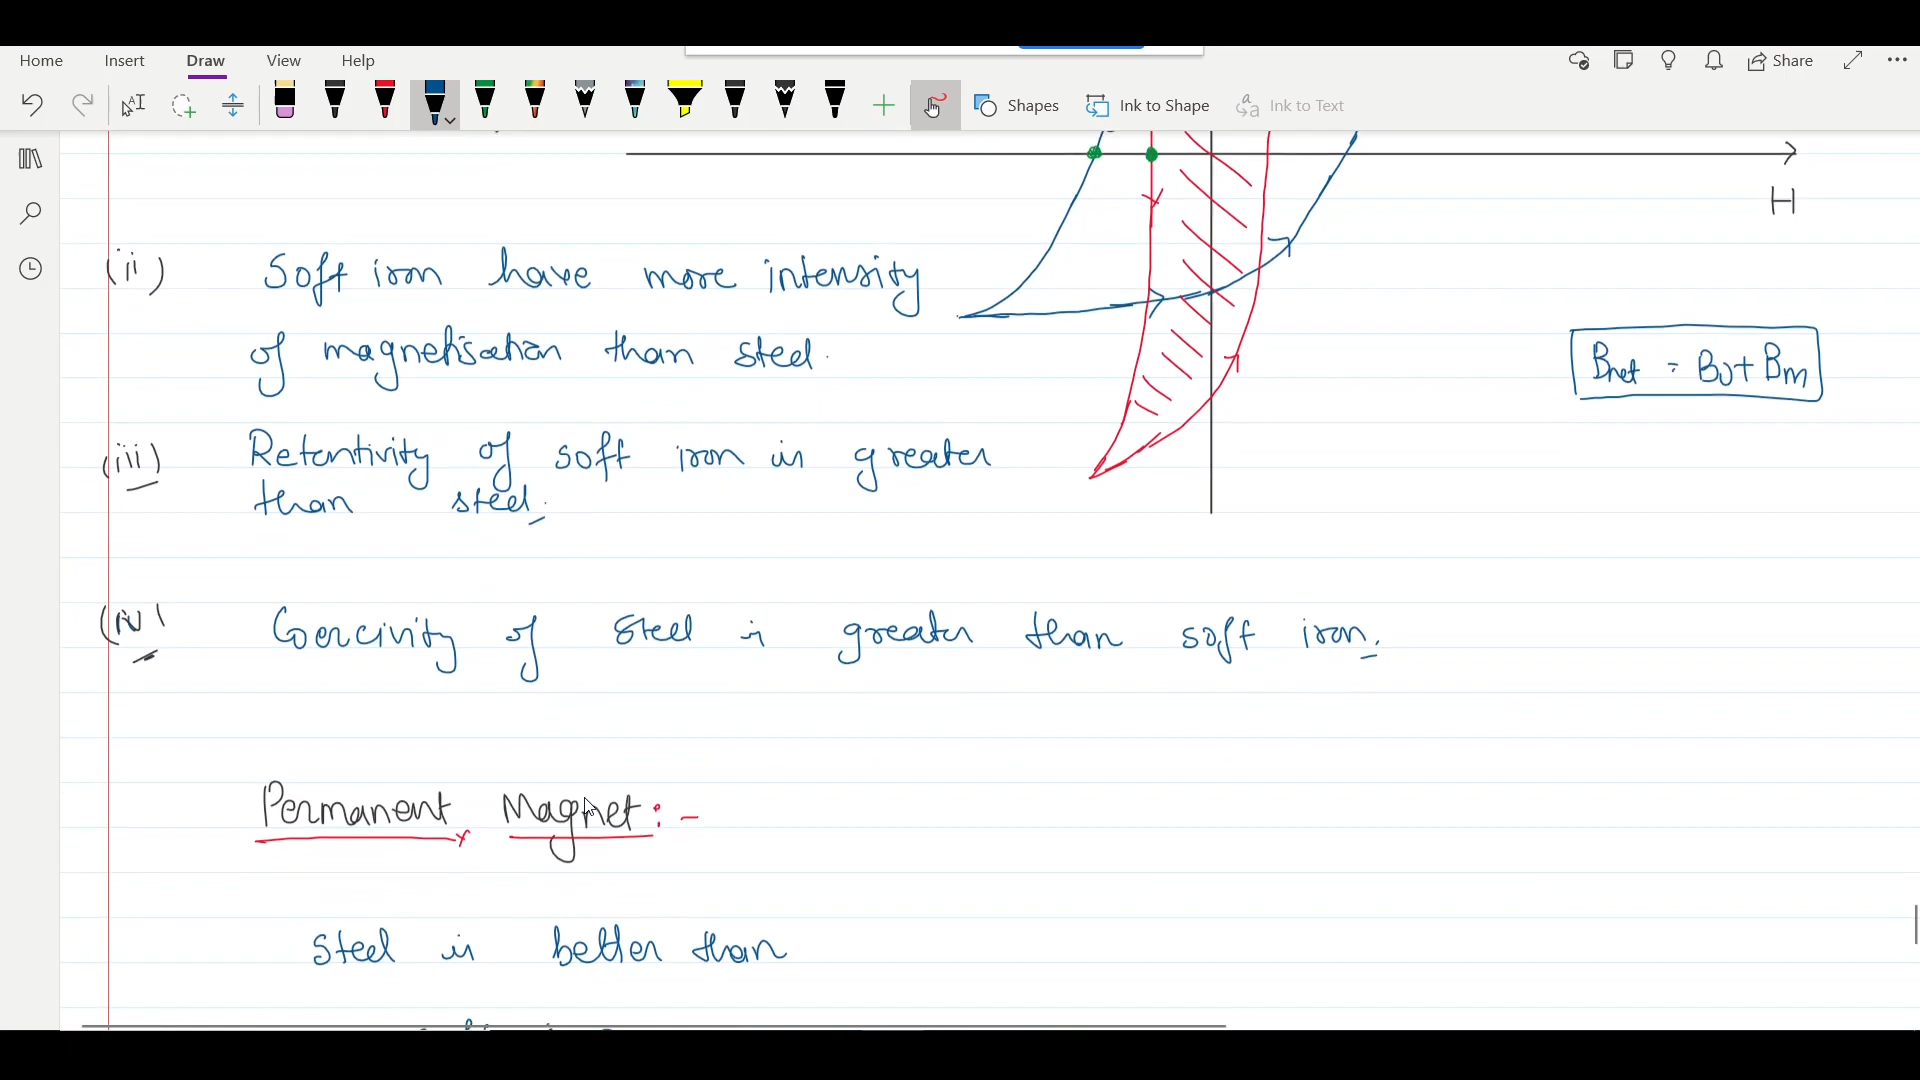 Home Insert Draw View Help Share
Shapes Ink to Shape Ink to Text
H
(ii) Soft iron have more intensity
of magnetisation than steel.
Bnet = B0 + Bm
(iii) Retentivity of soft iron is greater
than steel.
(iv) Coercivity of steel is greater than soft iron.
Permanent Magnet :-
Steel is better than